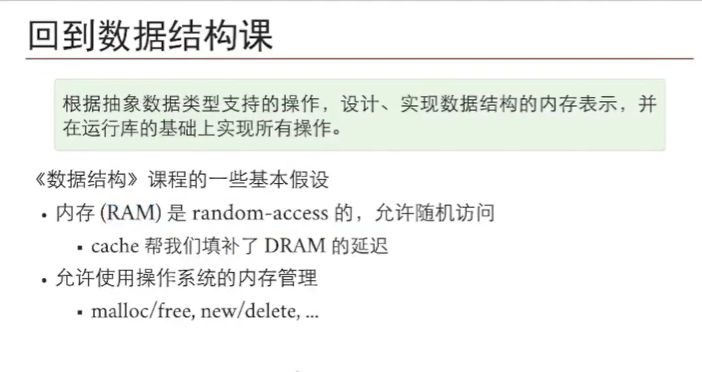 回到数据结构课
根据抽象数据类型支持的操作，设计、实现数据结构的内存表示，并
在运行库的基础上实现所有操作。
《数据结构》课程的一些基本假设
• 内存 (RAM) 是 random-access 的，允许随机访问
▪ cache 帮我们填补了 DRAM 的延迟
• 允许使用操作系统的内存管理
▪ malloc/free, new/delete, ...